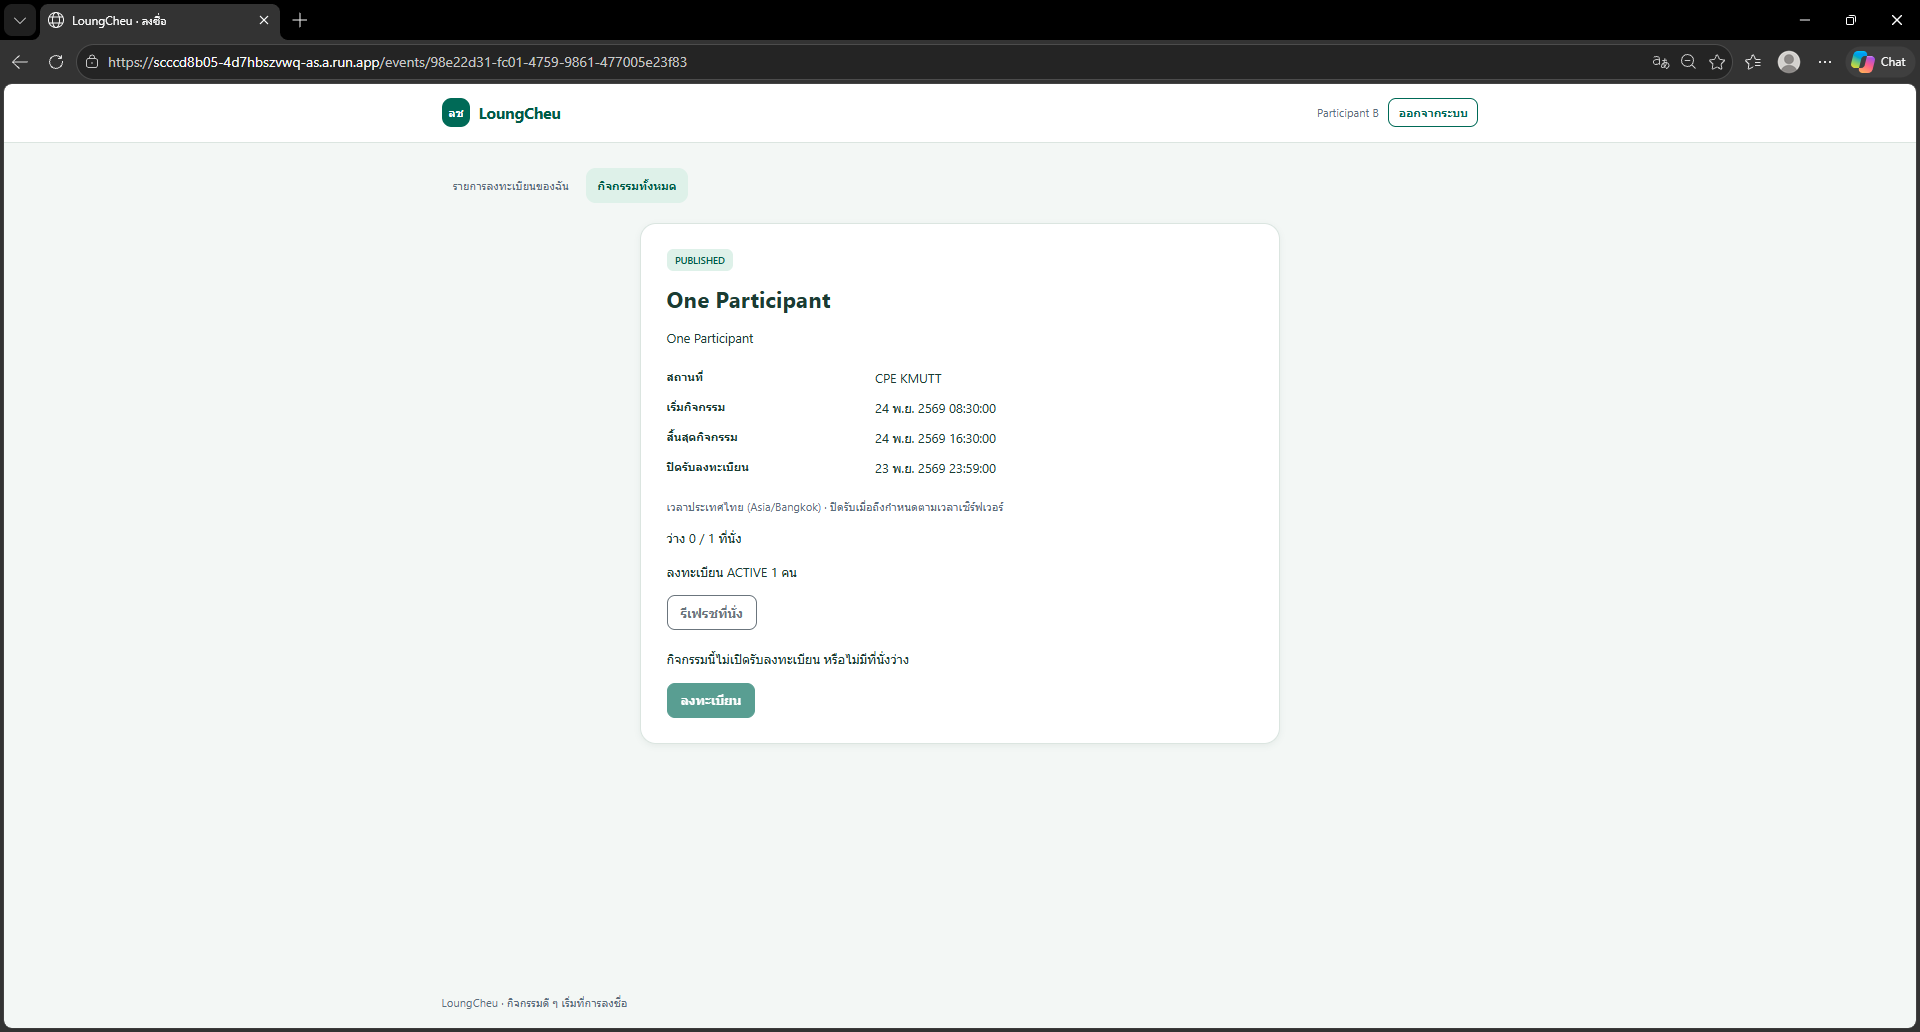 LoungCheu · ลงชื่อ
https://scccd8b05-4d7hbszvwq-as.a.run.app/events/98e22d31-fc01-4759-9861-477005e23f83
Chat
ลช LoungCheu
Participant B ออกจากระบบ
รายการลงทะเบียนของฉัน กิจกรรมทั้งหมด
PUBLISHED
One Participant
One Participant
สถานที่ CPE KMUTT
เริ่มกิจกรรม 24 พ.ย. 2569 08:30:00
สิ้นสุดกิจกรรม 24 พ.ย. 2569 16:30:00
ปิดรับลงทะเบียน 23 พ.ย. 2569 23:59:00
เวลาประเทศไทย (Asia/Bangkok) · ปิดรับเมื่อถึงกำหนดตามเวลาเซิร์ฟเวอร์
ว่าง 0 / 1 ที่นั่ง
ลงทะเบียน ACTIVE 1 คน
รีเฟรชที่นั่ง
กิจกรรมนี้ไม่เปิดรับลงทะเบียน หรือไม่มีที่นั่งว่าง
ลงทะเบียน
LoungCheu · กิจกรรมดี ๆ เริ่มที่การลงชื่อ